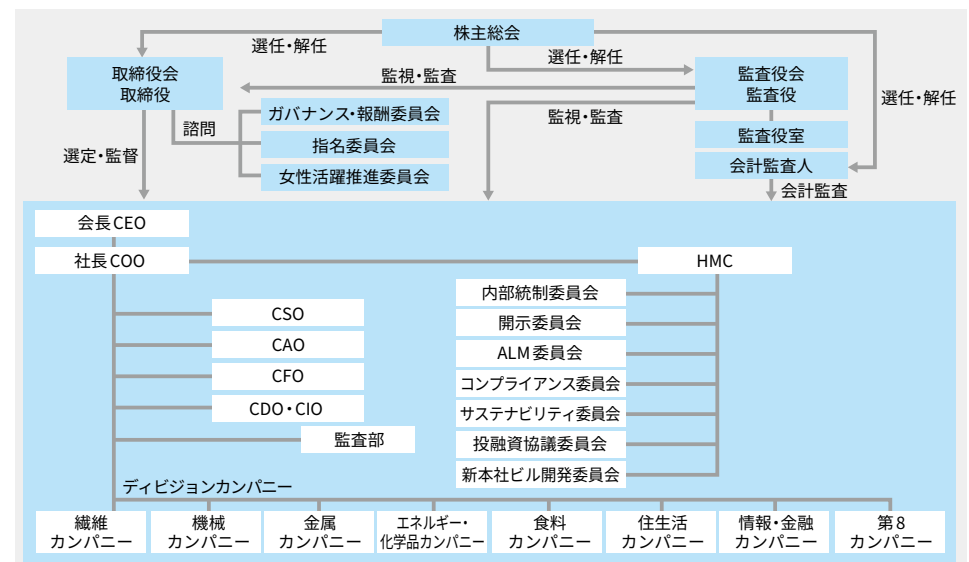 株主総会
選任・解任
選任・解任
選任・解任
取締役会
取締役
監視・監査
監査役会
監査役
監視・監査
監査役室
会計監査人
会計監査
諮問
ガバナンス・報酬委員会
指名委員会
女性活躍推進委員会
選定・監督
会長CEO
社長COO
HMC
CSO
CAO
CFO
CDO・CIO
監査部
内部統制委員会
開示委員会
ALM委員会
コンプライアンス委員会
サステナビリティ委員会
投融資協議委員会
新本社ビル開発委員会
ディビジョンカンパニー
繊維
カンパニー
機械
カンパニー
金属
カンパニー
エネルギー・
化学品カンパニー
食料
カンパニー
住生活
カンパニー
情報・金融
カンパニー
第8
カンパニー